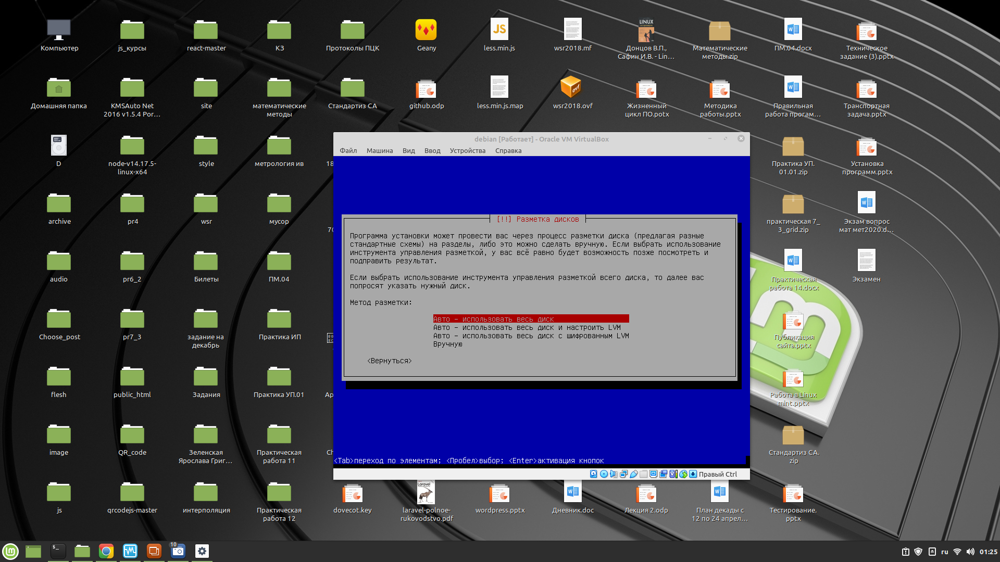 Компьютер
js_курсы
react-master
КЗ
Протоколы ПЦК
Geany
less.min.js
wsr2018.mf
Донцов В.П.,
Сафин И.В. - Lin...
Математические
методы.zip
ПМ.04.docx
Техническое
задание (3).pptx
Домашняя папка
KMSAuto Net
2016 v1.5.4 Por...
site
математические
методы
Стандартиз СА
github.odp
less.min.js.map
wsr2018.ovf
Жизненный
цикл ПО.potx
Методика
работы.pptx
Правильная
работа програм...
Транспортная
задача.pptx
D
node-v14.17.5-
linux-x64
style
метрология ив
18
Практика УП.
01.01.zip
Установка
программ.pptx
archive
pr4
wsr
мусор
70
практическая 7_
3_grid.zip
Экзам вопрос
мат мет2020.d...
audio
pr6_2
Билеты
ПМ.04
Практическая
работа 14.docx
Экзамен
Choose_post
pr7_3
задание на
декабрь
Практика ИП
Публикация
сайта.pptx
flesh
public_html
Задания
Практика УП.01
Ap
Работа в Linux
mint.pptx
image
QR_code
Зеленская
Ярослава Григ...
Практическая
работа 11
Ch
Стандартиз СА.
zip
js
qrcodejs-master
интерполяция
Практическая
работа 12
dovecot.key
laravel-polnoe-
rukovodstvo.pdf
wordpress.pptx
Дневник.doc
Лекция 2.odp
План декады с
12 по 24 апрел...
Тестирование.
pptx
debian [Работает] - Oracle VM VirtualBox
Файл Машина Вид Ввод Устройства Справка
[!!] Разметка дисков
Программа установки может провести вас через процесс разметки диска (предлагая разные
стандартные схемы) на разделы, либо это можно сделать вручную. Если выбрать использование
инструмента управления разметкой, у вас всё равно будет возможность позже посмотреть и
подправить результат.
Если выбрать использование инструмента управления разметкой всего диска, то далее вас
попросят указать нужный диск.
Метод разметки:
Авто - использовать весь диск
Авто - использовать весь диск и настроить LVM
Авто - использовать весь диск с шифрованным LVM
Вручную
<Вернуться>
<Tab>переход по элементам; <Пробел>выбор; <Enter>активация кнопок
Правый Ctrl
10
ru
01:25